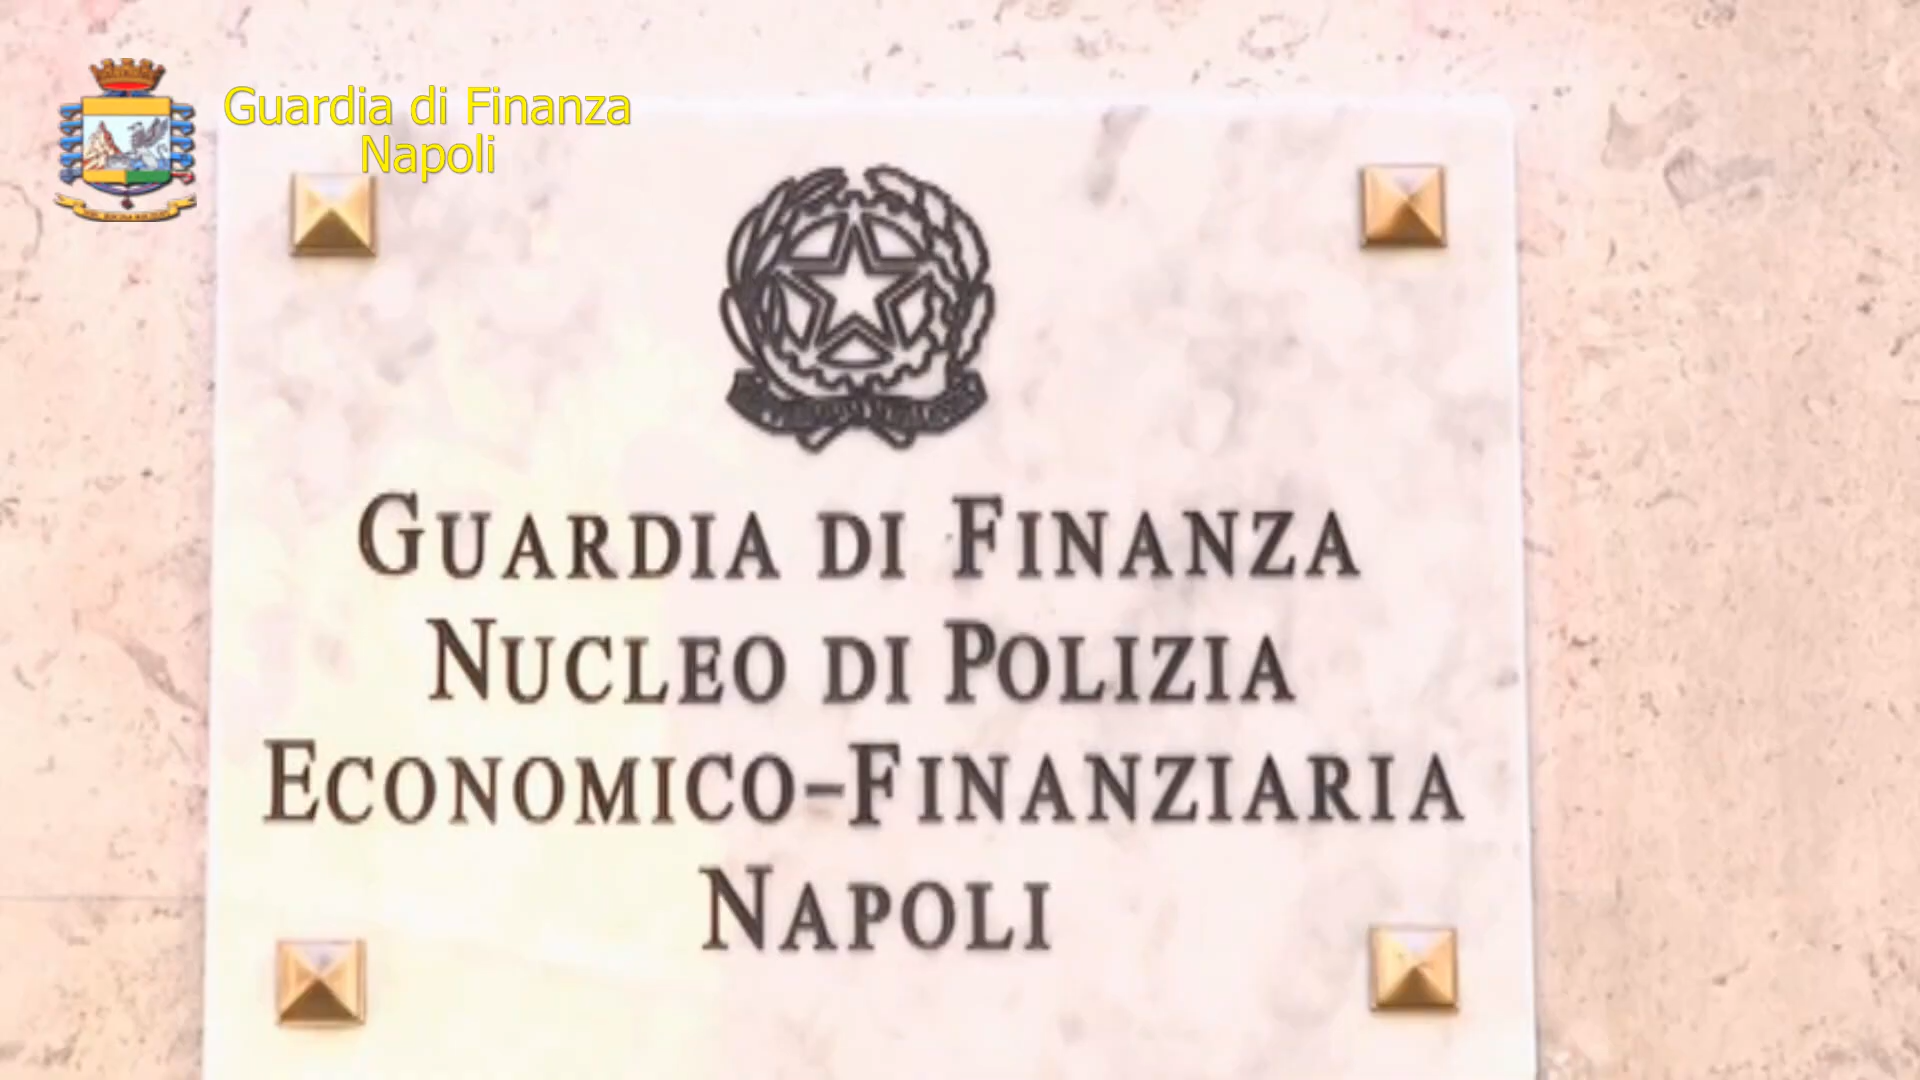 Guardia di Finanza
Napoli
GUARDIA DI FINANZA
NUCLEO DI POLIZIA
ECONOMICO-FINANZIARIA
NAPOLI